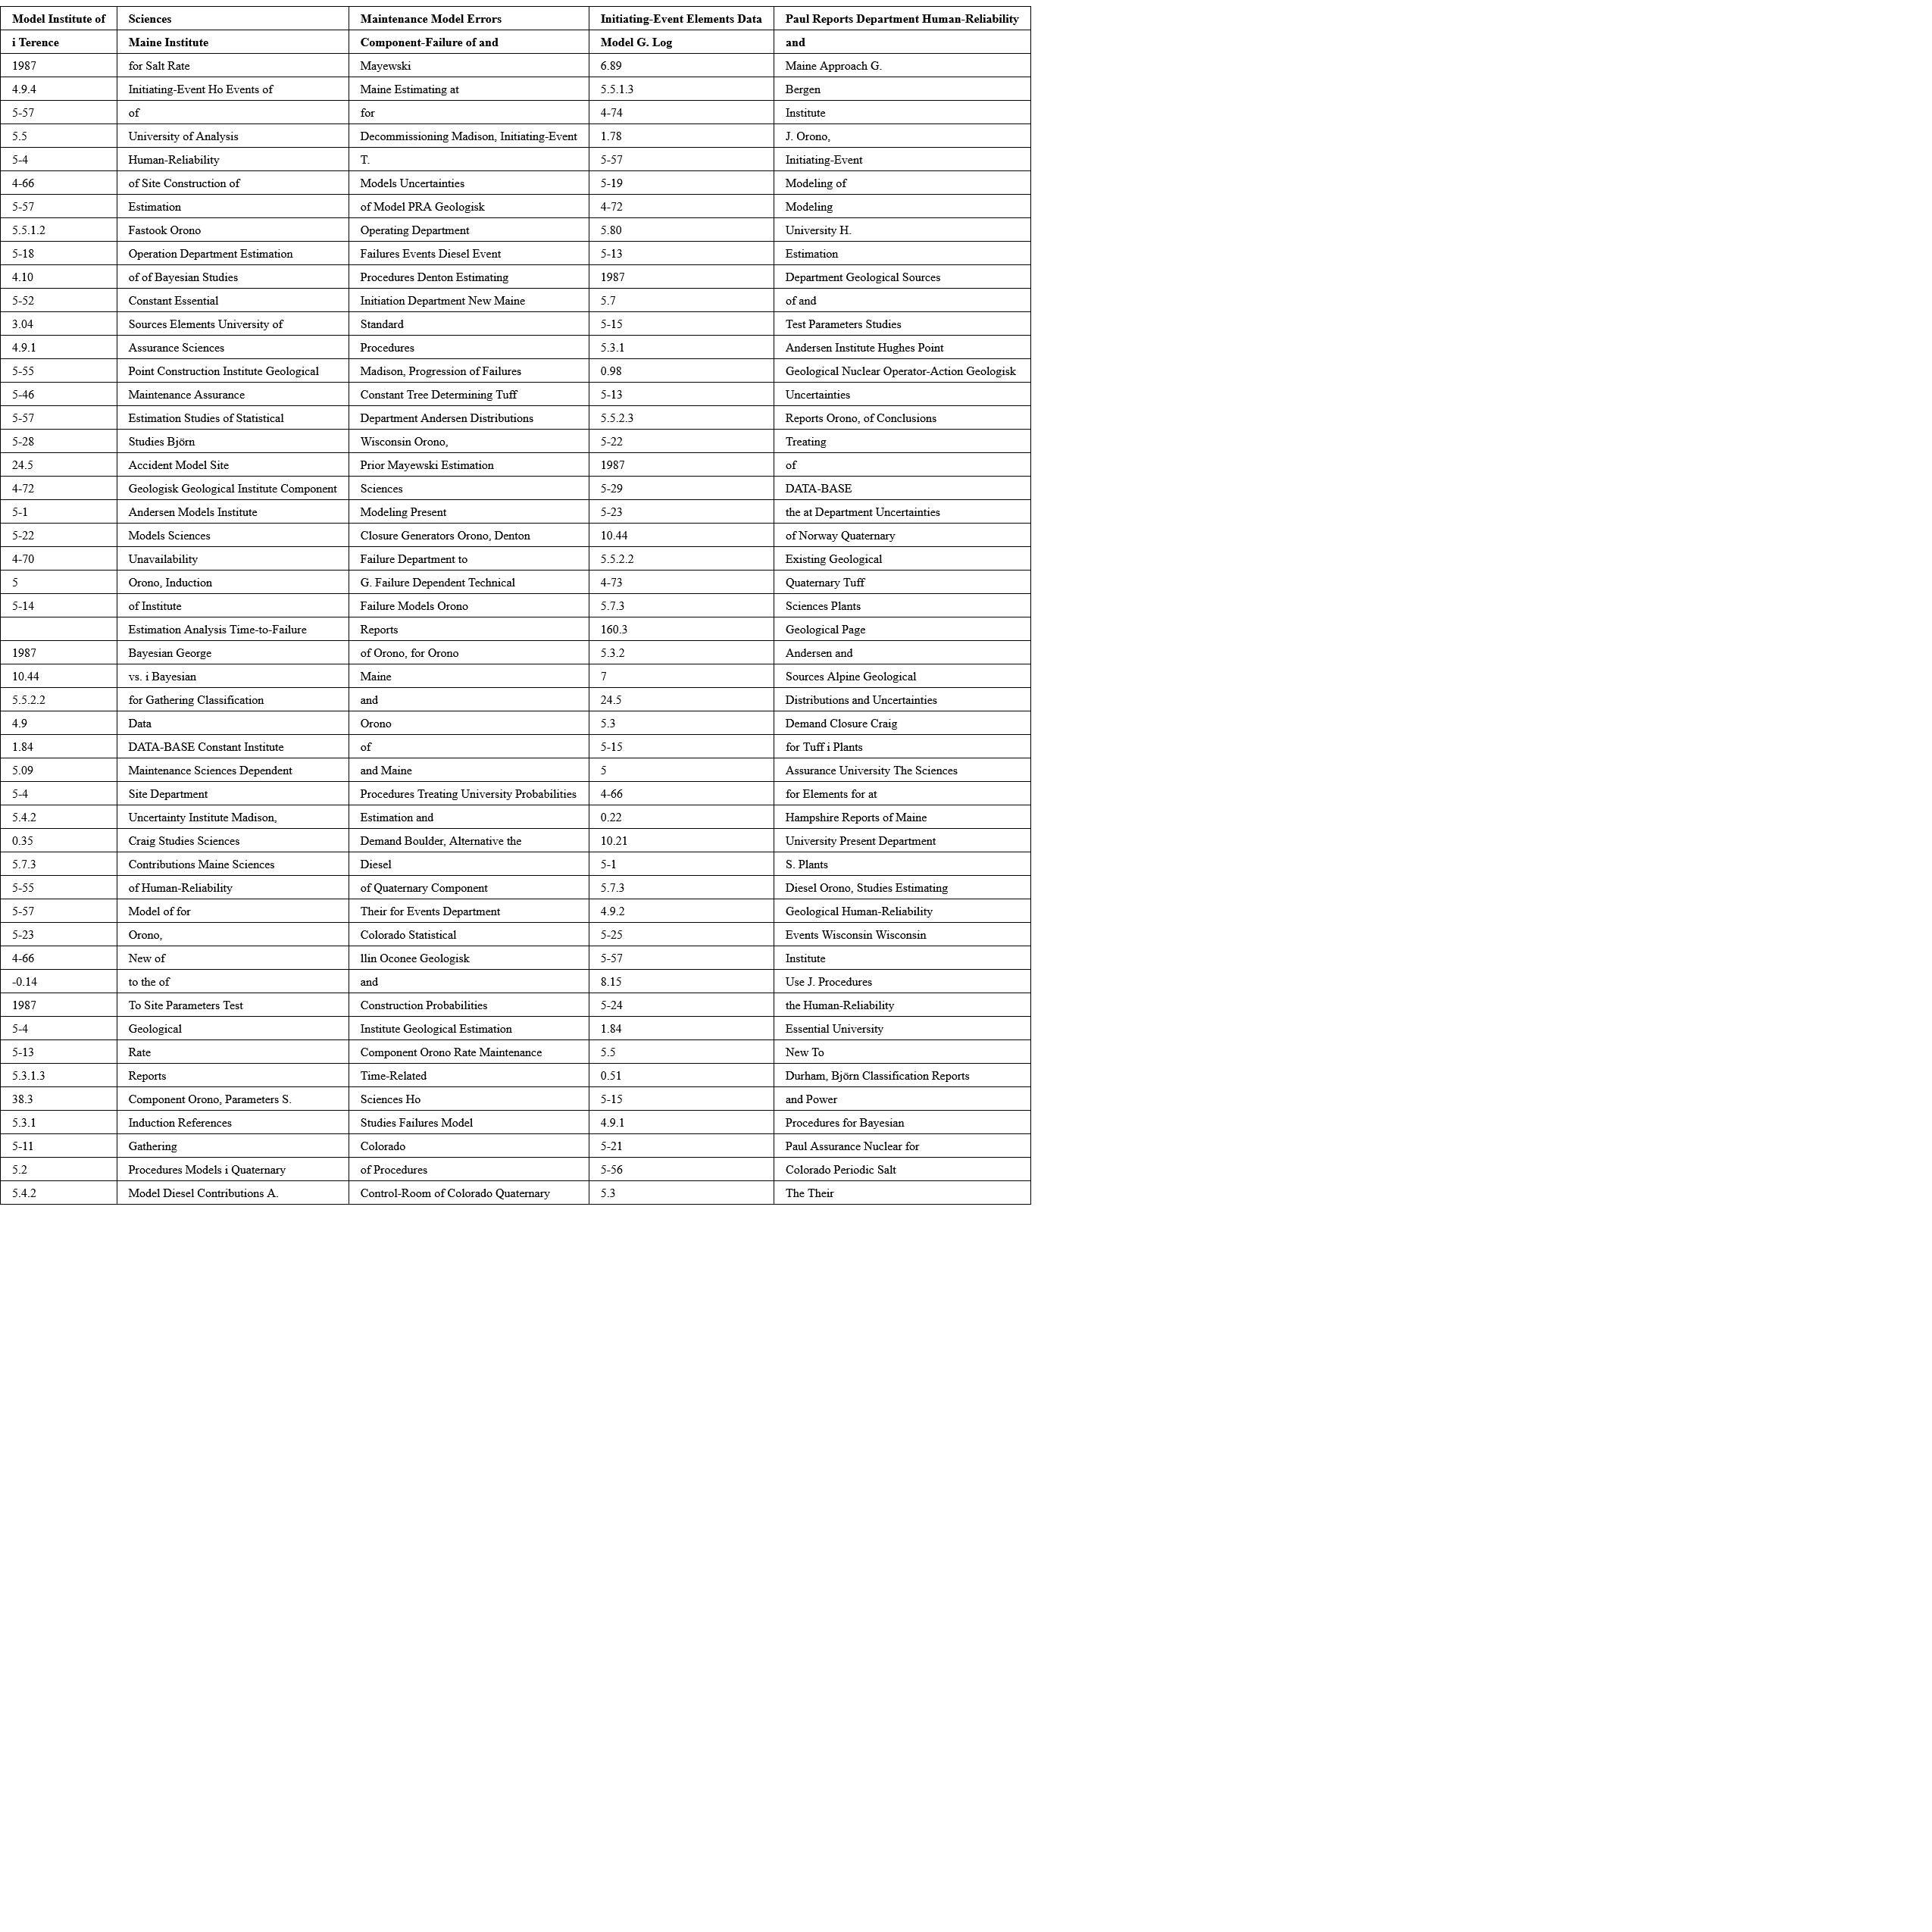 Model Institute of Sciences Maintenance Model Errors Initiating-Event Elements Data Paul Reports Department Human-Reliability
i Terence Maine Institute Component-Failure of and Model G. Log and
1987 for Salt Rate Mayewski 6.89 Maine Approach G.
4.9.4 Initiating-Event Ho Events of Maine Estimating at 5.5.1.3 Bergen
5-57 of for 4-74 Institute
5.5 University of Analysis Decommissioning Madison, Initiating-Event 1.78 J. Orono,
5-4 Human-Reliability T. 5-57 Initiating-Event
4-66 of Site Construction of Models Uncertainties 5-19 Modeling of
5-57 Estimation of Model PRA Geologisk 4-72 Modeling
5.5.1.2 Fastook Orono Operating Department 5.80 University H.
5-18 Operation Department Estimation Failures Events Diesel Event 5-13 Estimation
4.10 of of Bayesian Studies Procedures Denton Estimating 1987 Department Geological Sources
5-52 Constant Essential Initiation Department New Maine 5.7 of and
3.04 Sources Elements University of Standard 5-15 Test Parameters Studies
4.9.1 Assurance Sciences Procedures 5.3.1 Andersen Institute Hughes Point
5-55 Point Construction Institute Geological Madison, Progression of Failures 0.98 Geological Nuclear Operator-Action Geologisk
5-46 Maintenance Assurance Constant Tree Determining Tuff 5-13 Uncertainties
5-57 Estimation Studies of Statistical Department Andersen Distributions 5.5.2.3 Reports Orono, of Conclusions
5-28 Studies Björn Wisconsin Orono, 5-22 Treating
24.5 Accident Model Site Prior Mayewski Estimation 1987 of
4-72 Geologisk Geological Institute Component Sciences 5-29 DATA-BASE
5-1 Andersen Models Institute Modeling Present 5-23 the at Department Uncertainties
5-22 Models Sciences Closure Generators Orono, Denton 10.44 of Norway Quaternary
4-70 Unavailability Failure Department to 5.5.2.2 Existing Geological
5 Orono, Induction G. Failure Dependent Technical 4-73 Quaternary Tuff
5-14 of Institute Failure Models Orono 5.7.3 Sciences Plants
Estimation Analysis Time-to-Failure Reports 160.3 Geological Page
1987 Bayesian George of Orono, for Orono 5.3.2 Andersen and
10.44 vs. i Bayesian Maine 7 Sources Alpine Geological
5.5.2.2 for Gathering Classification and 24.5 Distributions and Uncertainties
4.9 Data Orono 5.3 Demand Closure Craig
1.84 DATA-BASE Constant Institute of 5-15 for Tuff i Plants
5.09 Maintenance Sciences Dependent and Maine 5 Assurance University The Sciences
5-4 Site Department Procedures Treating University Probabilities 4-66 for Elements for at
5.4.2 Uncertainty Institute Madison, Estimation and 0.22 Hampshire Reports of Maine
0.35 Craig Studies Sciences Demand Boulder, Alternative the 10.21 University Present Department
5.7.3 Contributions Maine Sciences Diesel 5-1 S. Plants
5-55 of Human-Reliability of Quaternary Component 5.7.3 Diesel Orono, Studies Estimating
5-57 Model of for Their for Events Department 4.9.2 Geological Human-Reliability
5-23 Orono, Colorado Statistical 5-25 Events Wisconsin Wisconsin
4-66 New of llin Oconee Geologisk 5-57 Institute
-0.14 to the of and 8.15 Use J. Procedures
1987 To Site Parameters Test Construction Probabilities 5-24 the Human-Reliability
5-4 Geological Institute Geological Estimation 1.84 Essential University
5-13 Rate Component Orono Rate Maintenance 5.5 New To
5.3.1.3 Reports Time-Related 0.51 Durham, Björn Classification Reports
38.3 Component Orono, Parameters S. Sciences Ho 5-15 and Power
5.3.1 Induction References Studies Failures Model 4.9.1 Procedures for Bayesian
5-11 Gathering Colorado 5-21 Paul Assurance Nuclear for
5.2 Procedures Models i Quaternary of Procedures 5-56 Colorado Periodic Salt
5.4.2 Model Diesel Contributions A. Control-Room of Colorado Quaternary 5.3 The Their